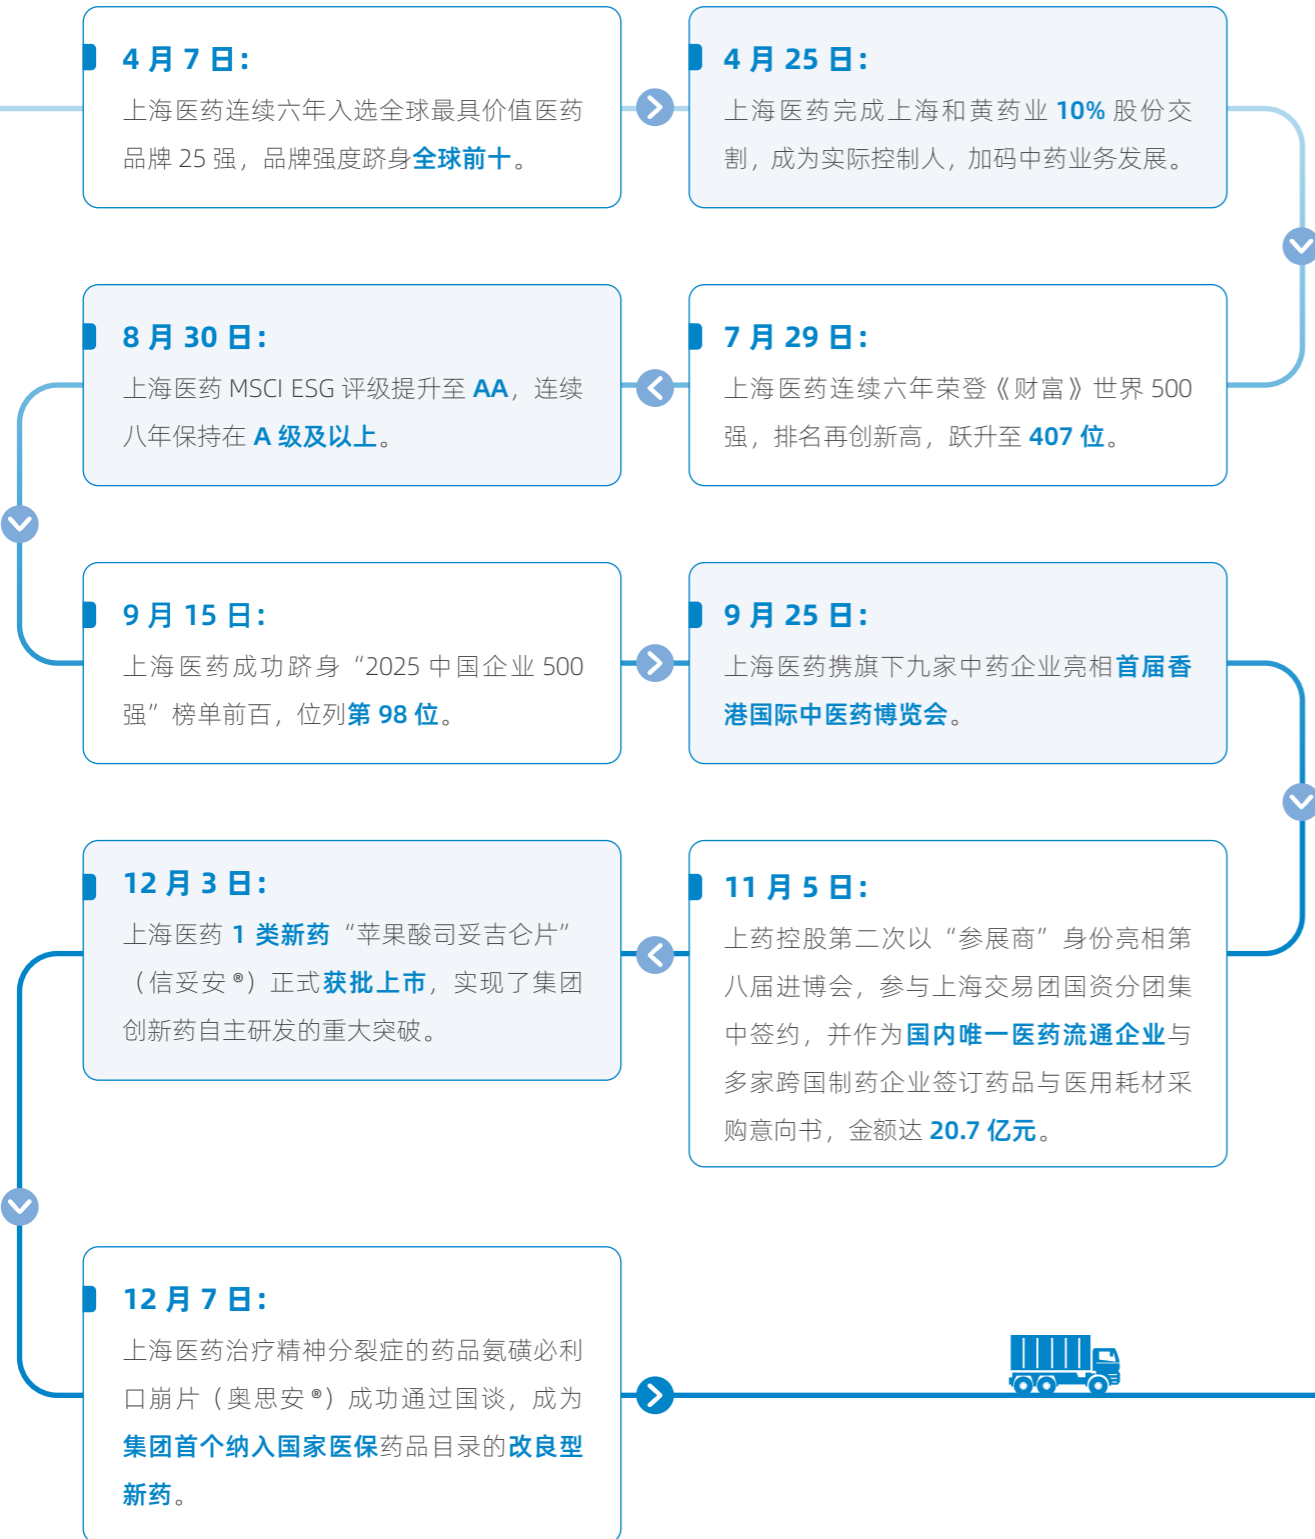 4 月 7 日：
上海医药连续六年入选全球最具价值医药
品牌 25 强，品牌强度跻身全球前十。
4 月 25 日：
上海医药完成上海和黄药业 10% 股份交
割，成为实际控制人，加码中药业务发展。
7 月 29 日：
上海医药连续六年荣登《财富》世界 500
强，排名再创新高，跃升至 407 位。
8 月 30 日：
上海医药 MSCI ESG 评级提升至 AA，连续
八年保持在 A 级及以上。
9 月 15 日：
上海医药成功跻身“2025 中国企业 500
强”榜单前百，位列第 98 位。
9 月 25 日：
上海医药携旗下九家中药企业亮相首届香
港国际中医药博览会。
11 月 5 日：
上药控股第二次以“参展商”身份亮相第
八届进博会，参与上海交易团国资分团集
中签约，并作为国内唯一医药流通企业与
多家跨国制药企业签订药品与医用耗材采
购意向书，金额达 20.7 亿元。
12 月 3 日：
上海医药 1 类新药“苹果酸司妥吉仑片”
（信妥安 ®）正式获批上市，实现了集团
创新药自主研发的重大突破。
12 月 7 日：
上海医药治疗精神分裂症的药品氨磺必利
口崩片（奥思安 ®）成功通过国谈，成为
集团首个纳入国家医保药品目录的改良型
新药。